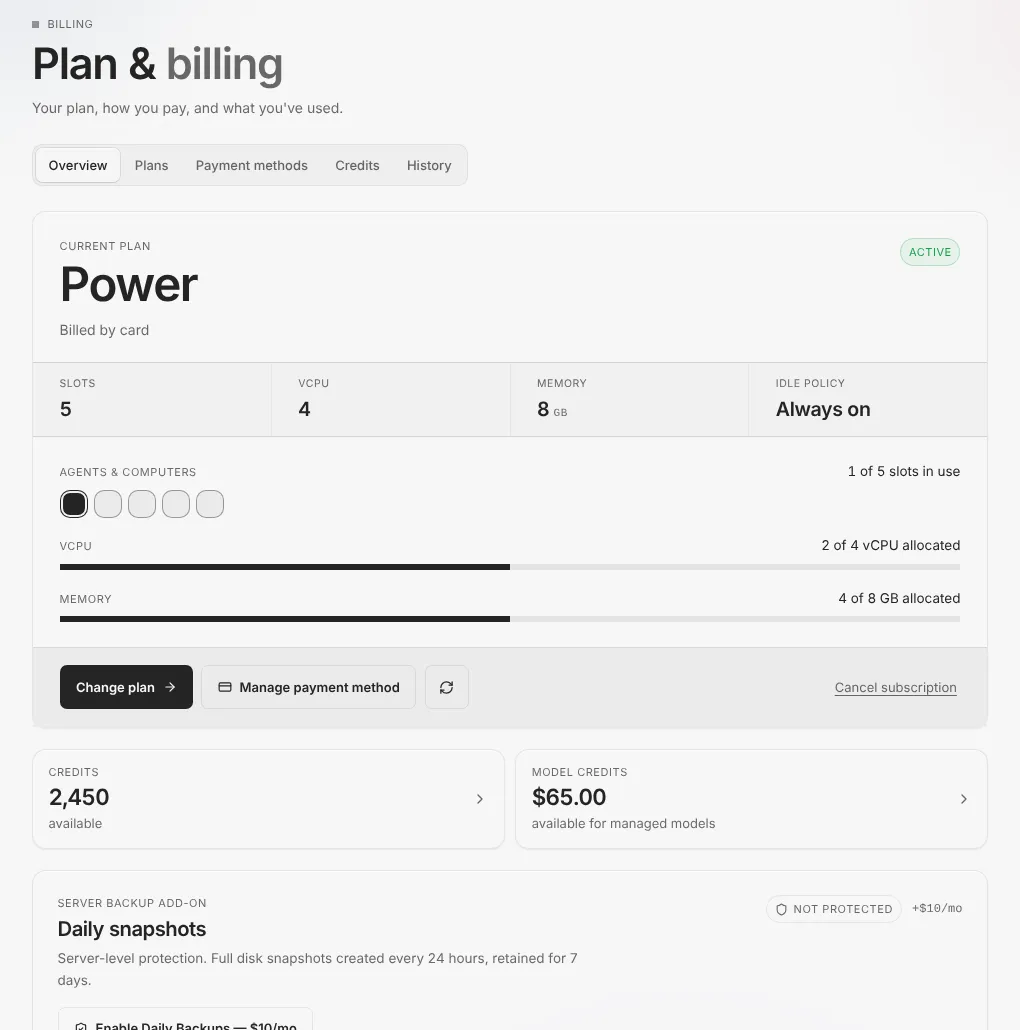 BILLING
Plan & billing
Your plan, how you pay, and what you've used.
Overview Plans Payment methods Credits History
CURRENT PLAN
ACTIVE
Power
Billed by card
SLOTS VCPU MEMORY IDLE POLICY
5 4 8 GB Always on
AGENTS & COMPUTERS 1 of 5 slots in use
VCPU 2 of 4 vCPU allocated
MEMORY 4 of 8 GB allocated
Change plan → Manage payment method Cancel subscription
CREDITS
2,450
available
MODEL CREDITS
$65.00
available for managed models
SERVER BACKUP ADD-ON
NOT PROTECTED +$10/mo
Daily snapshots
Server-level protection. Full disk snapshots created every 24 hours, retained for 7
days.
Enable Daily Backups — $10/mo